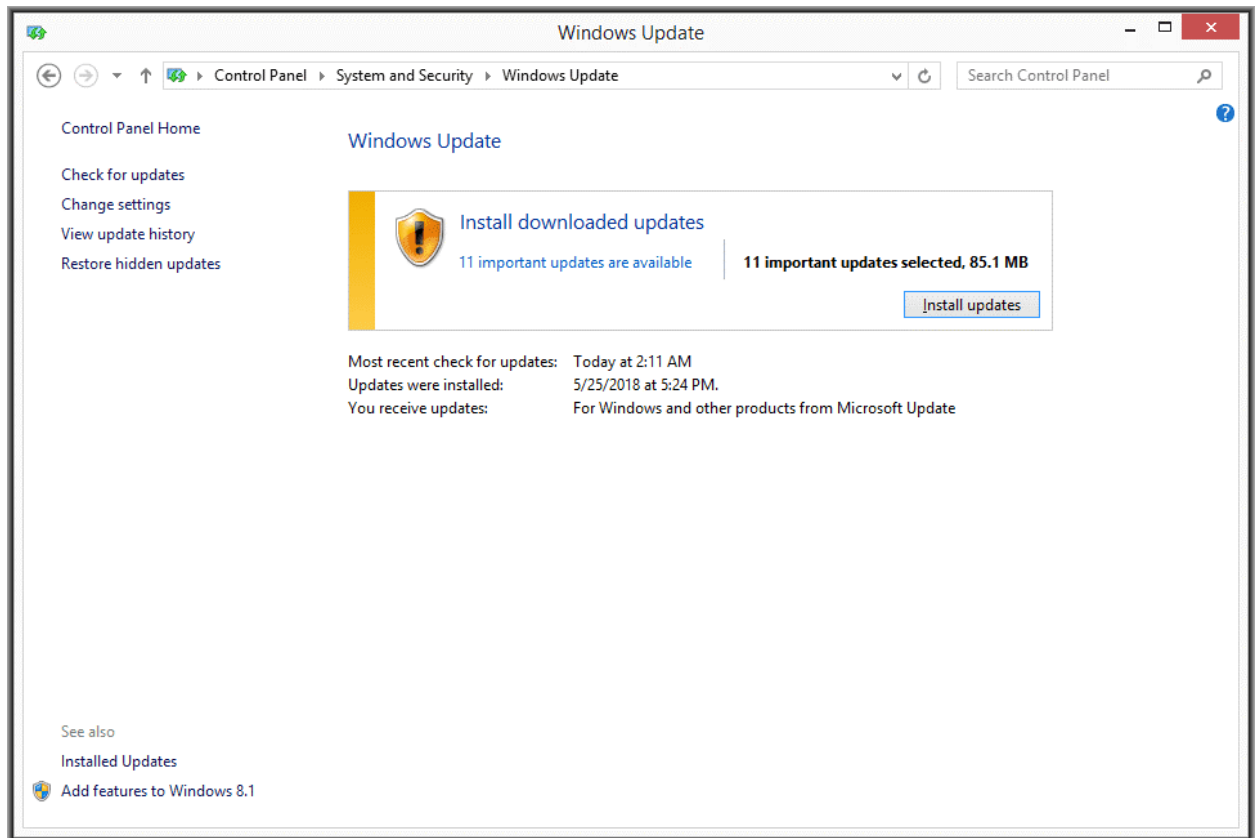 Windows Update
Control Panel System and Security Windows Update
Search Control Panel
Control Panel Home
Check for updates
Change settings
View update history
Restore hidden updates
Windows Update
Install downloaded updates
11 important updates are available
11 important updates selected, 85.1 MB
Install updates
Most recent check for updates: Today at 2:11 AM
Updates were installed: 5/25/2018 at 5:24 PM.
You receive updates: For Windows and other products from Microsoft Update
See also
Installed Updates
Add features to Windows 8.1